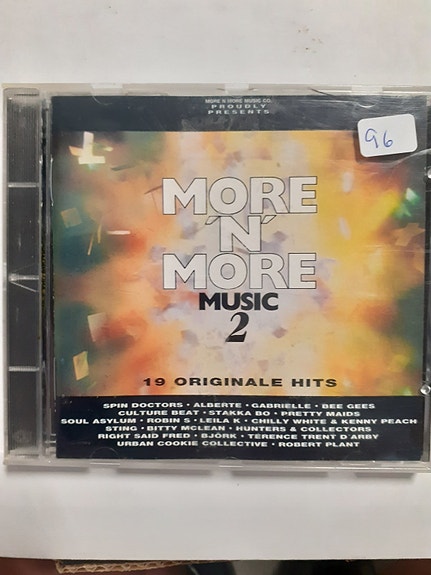 MORE N MORE MUSIC CO.
PROUDLY
PRESENTS
96
MORE
'N'
MORE
MUSIC
2
19 ORIGINALE HITS
SPIN DOCTORS • ALBERTE • GABRIELLE • BEE GEES
CULTURE BEAT • STAKKA BO • PRETTY MAIDS
SOUL ASYLUM • ROBIN S • LEILA K • CHILLY WHITE & KENNY PEACH
STING • BITTY MCLEAN • HUNTERS & COLLECTORS
RIGHT SAID FRED • BJÖRK • TERENCE TRENT D ARBY
URBAN COOKIE COLLECTIVE • ROBERT PLANT